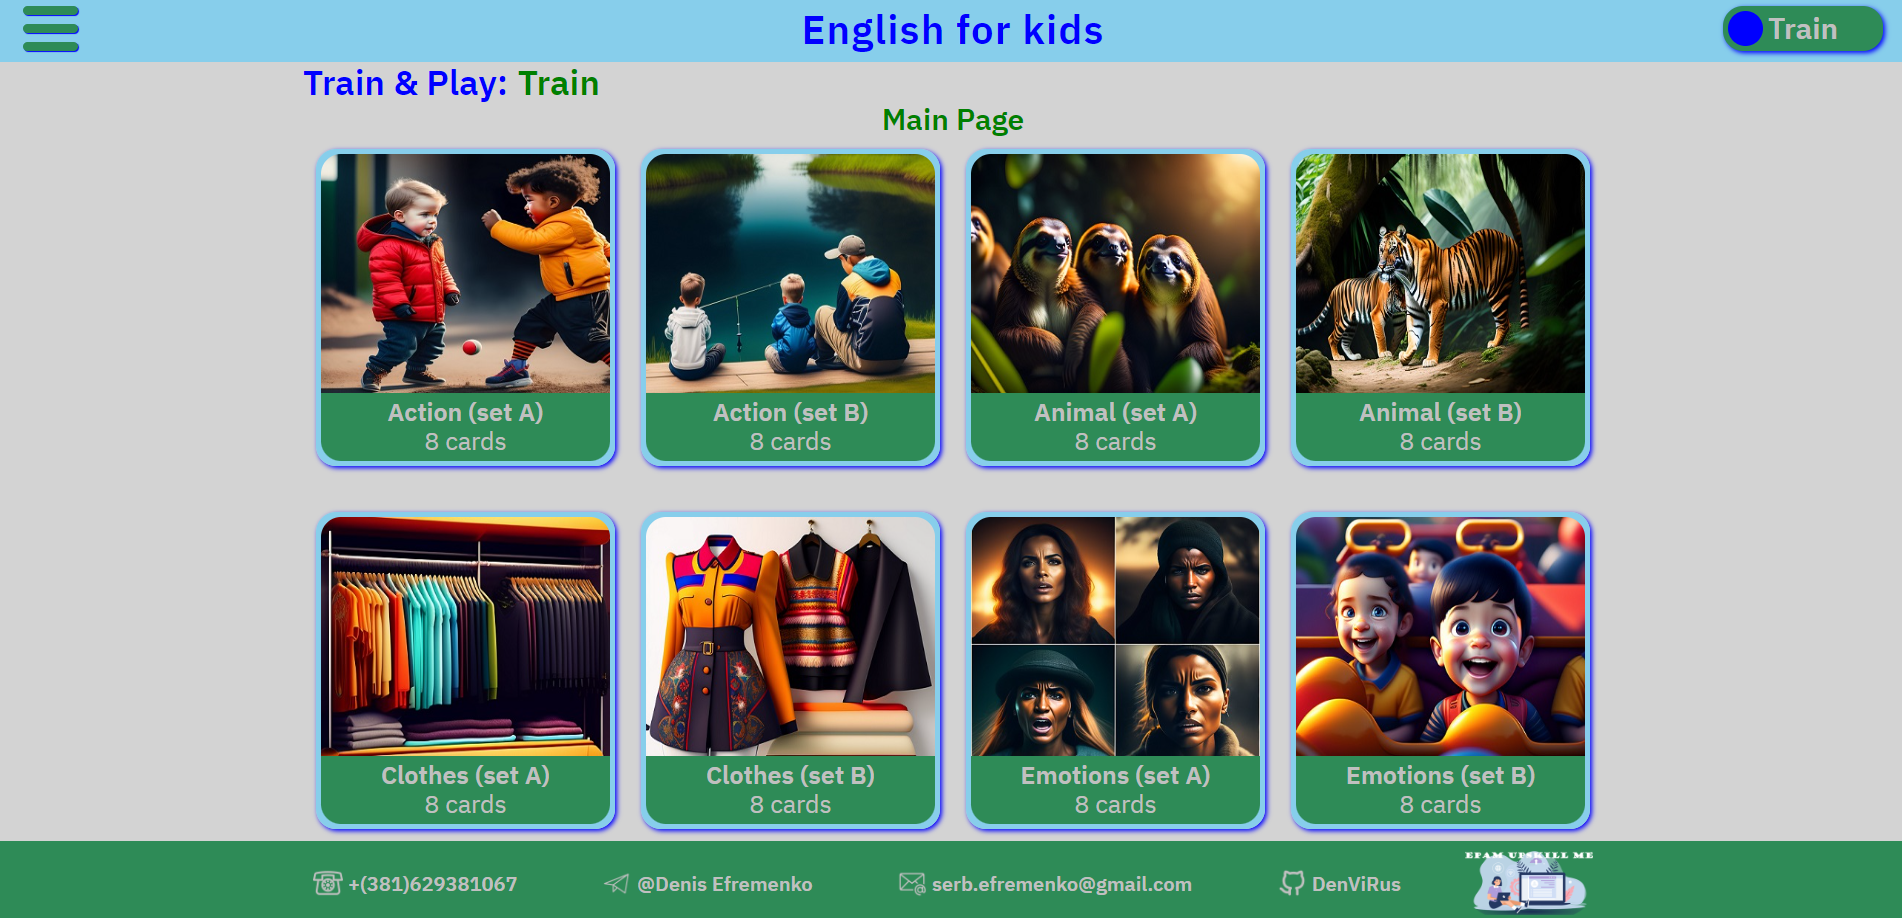 English for kids
Train
Train & Play: Train
Main Page
Action (set A)
8 cards
Action (set B)
8 cards
Animal (set A)
8 cards
Animal (set B)
8 cards
Clothes (set A)
8 cards
Clothes (set B)
8 cards
Emotions (set A)
8 cards
Emotions (set B)
8 cards
+(381)629381067
@Denis Efremenko
serb.efremenko@gmail.com
DenViRus
EPAM UPSKILL ME